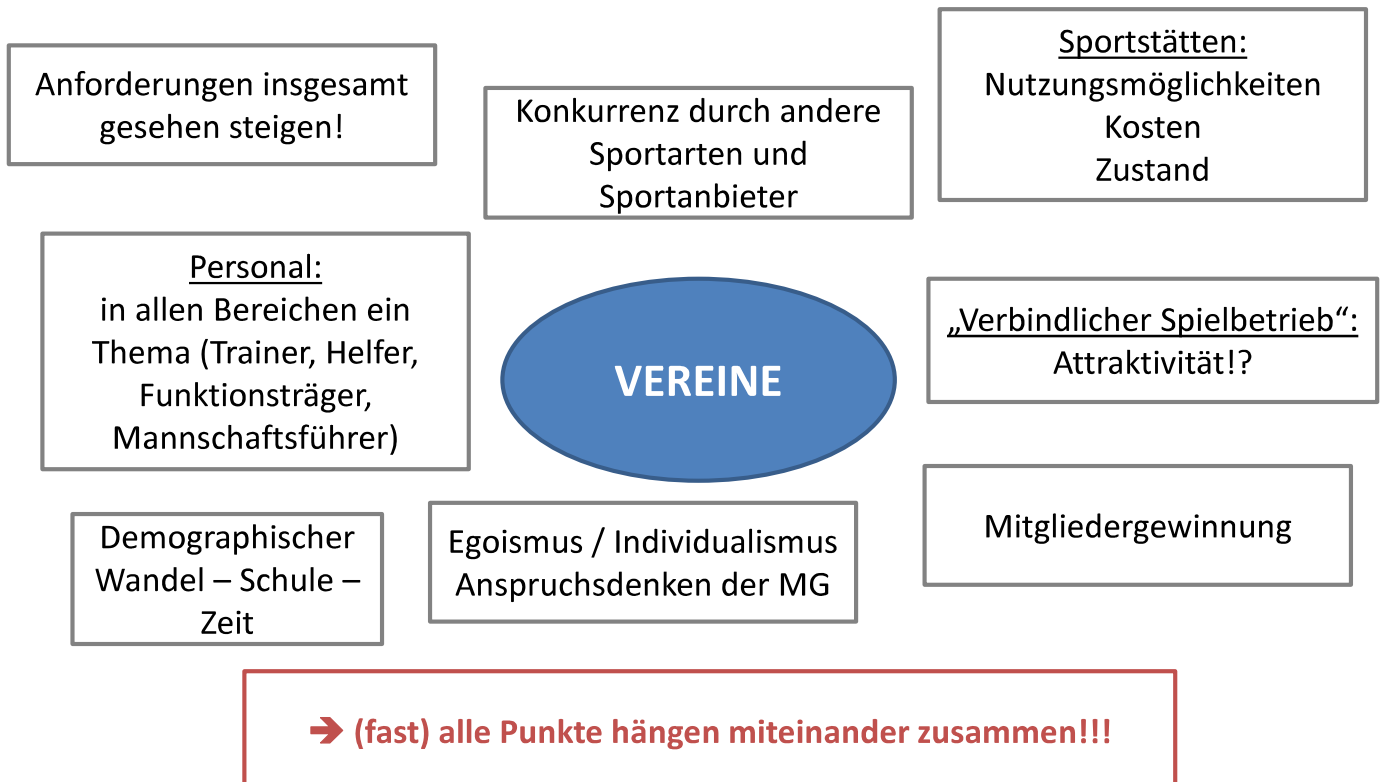 Anforderungen insgesamt
gesehen steigen!
Konkurrenz durch andere
Sportarten und
Sportanbieter
Sportstätten:
Nutzungsmöglichkeiten
Kosten
Zustand
Personal:
in allen Bereichen ein
Thema (Trainer, Helfer,
Funktionsträger,
Mannschaftsführer)
VEREINE
„Verbindlicher Spielbetrieb“:
Attraktivität!?
Demographischer
Wandel – Schule –
Zeit
Egoismus / Individualismus
Anspruchsdenken der MG
Mitgliedergewinnung
➔ (fast) alle Punkte hängen miteinander zusammen!!!